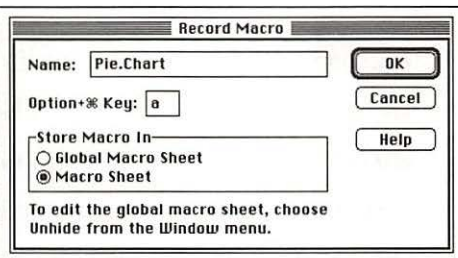 Record Macro
Name: Pie.Chart
OK
Option+⌘ Key: a
Cancel
Store Macro In
Help
Global Macro Sheet
Macro Sheet
To edit the global macro sheet, choose
Unhide from the Window menu.